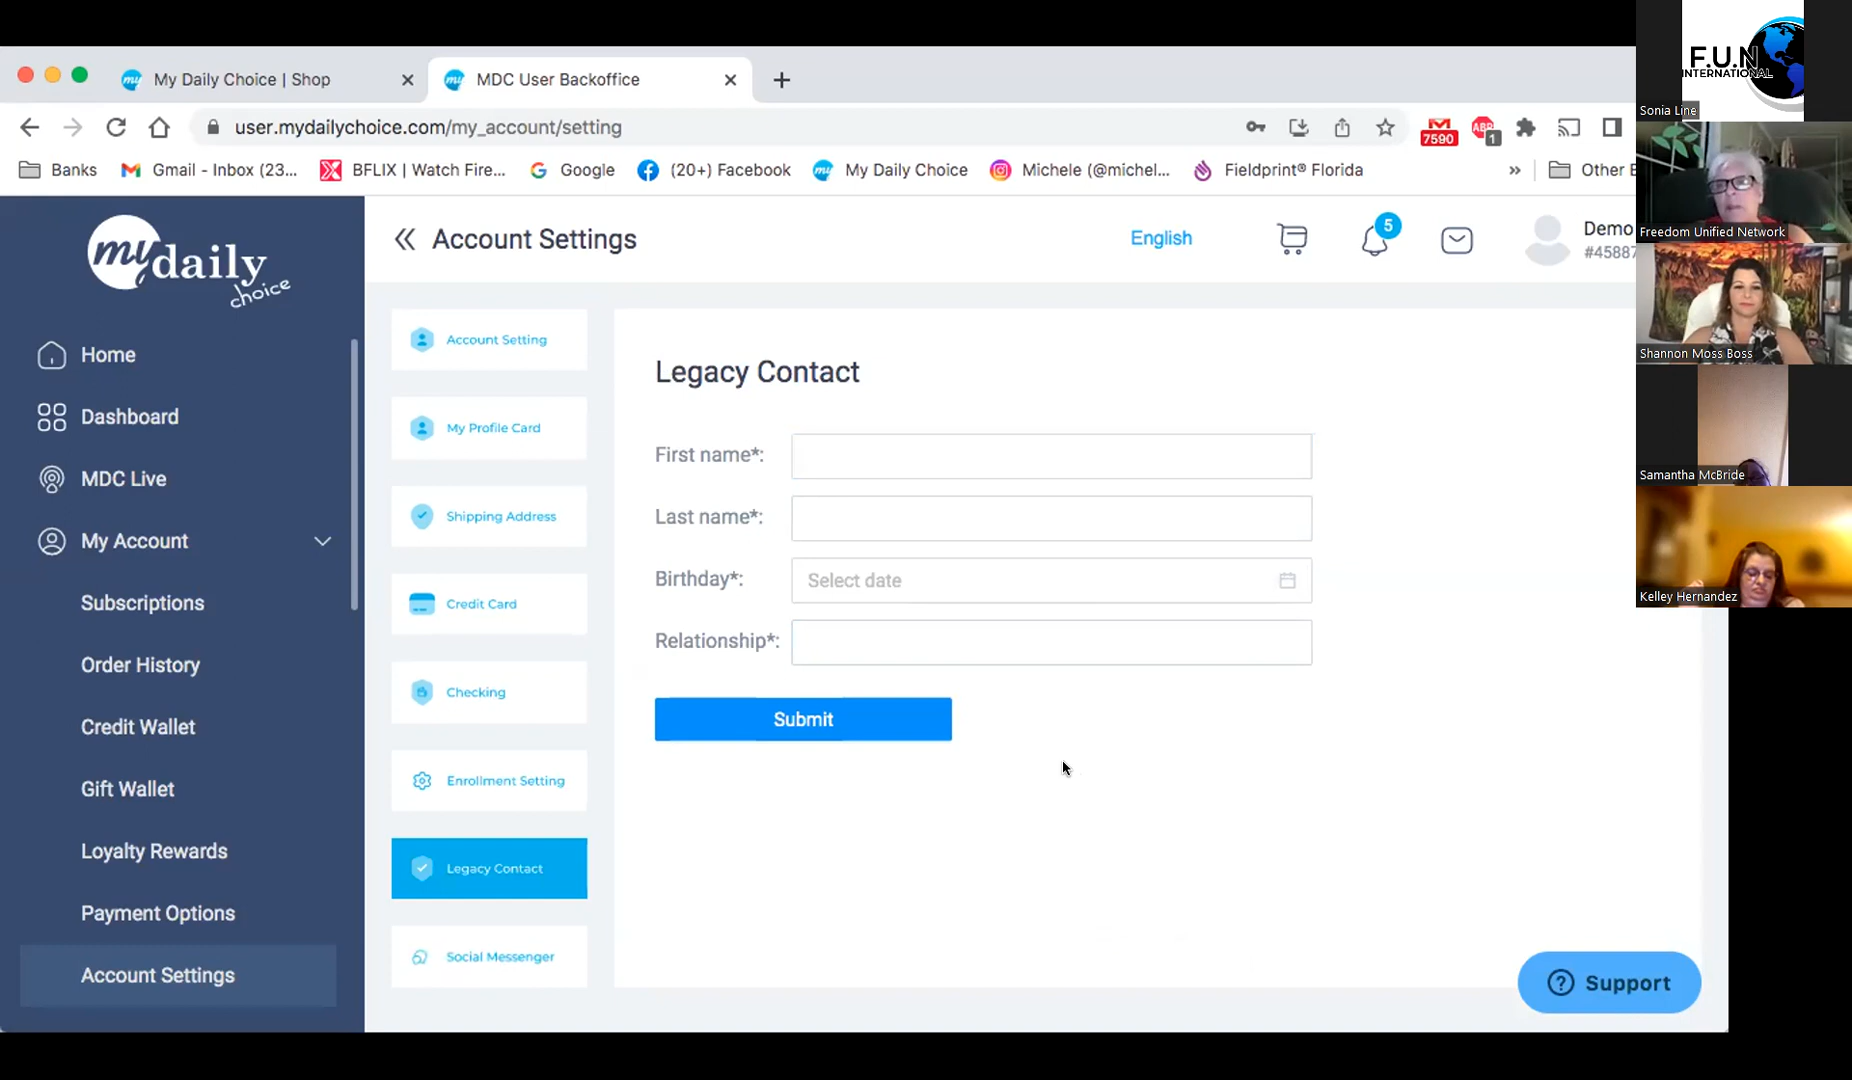 My Daily Choice | Shop
MDC User Backoffice
user.mydailychoice.com/my_account/setting
7590
ABP
1
Banks
Gmail - Inbox (23...
BFLIX | Watch Fire...
Google
(20+) Facebook
My Daily Choice
Michele (@michel...
Fieldprint® Florida
»
Other
my daily
choice
Account Settings
English
5
Demo
#45887
Home
Dashboard
MDC Live
My Account
Subscriptions
Order History
Credit Wallet
Gift Wallet
Loyalty Rewards
Payment Options
Account Settings
Account Setting
My Profile Card
Shipping Address
Credit Card
Checking
Enrollment Setting
Legacy Contact
Social Messenger
Legacy Contact
First name*:
Last name*:
Birthday*:
Select date
Relationship*:
Submit
Support
F.U.N
INTERNATIONAL
Sonia Line
Freedom Unified Network
Shannon Moss Boss
Samantha McBride
Kelley Hernandez